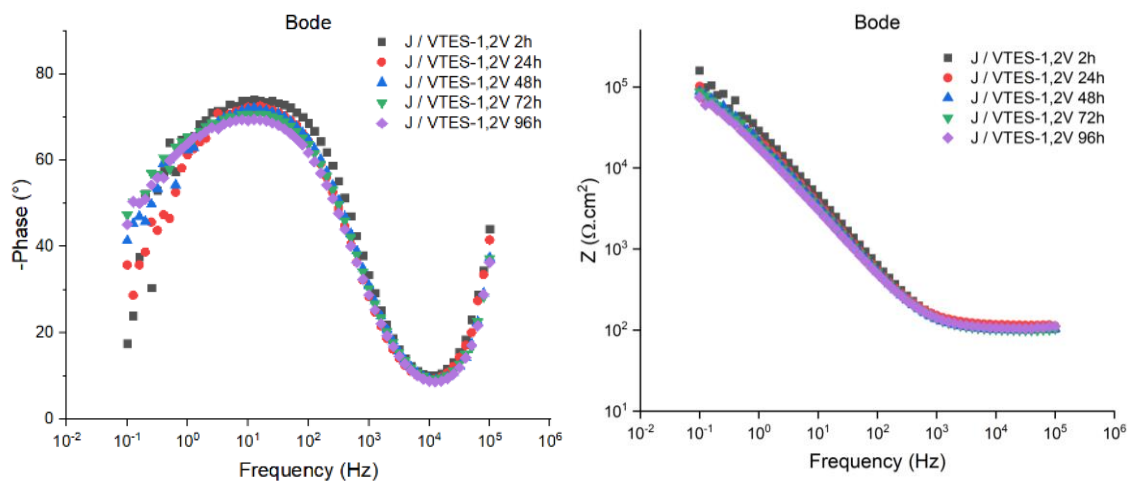 Bode
J / VTES-1,2V 2h
J / VTES-1,2V 24h
J / VTES-1,2V 48h
J / VTES-1,2V 72h
J / VTES-1,2V 96h
80
60
40
20
0
-Phase (°)
10-2 10-1 100 101 102 103 104 105 106
Frequency (Hz)
Bode
J / VTES-1,2V 2h
J / VTES-1,2V 24h
J / VTES-1,2V 48h
J / VTES-1,2V 72h
J / VTES-1,2V 96h
105
104
103
102
101
Z (Ω.cm2)
10-2 10-1 100 101 102 103 104 105 106
Frequency (Hz)